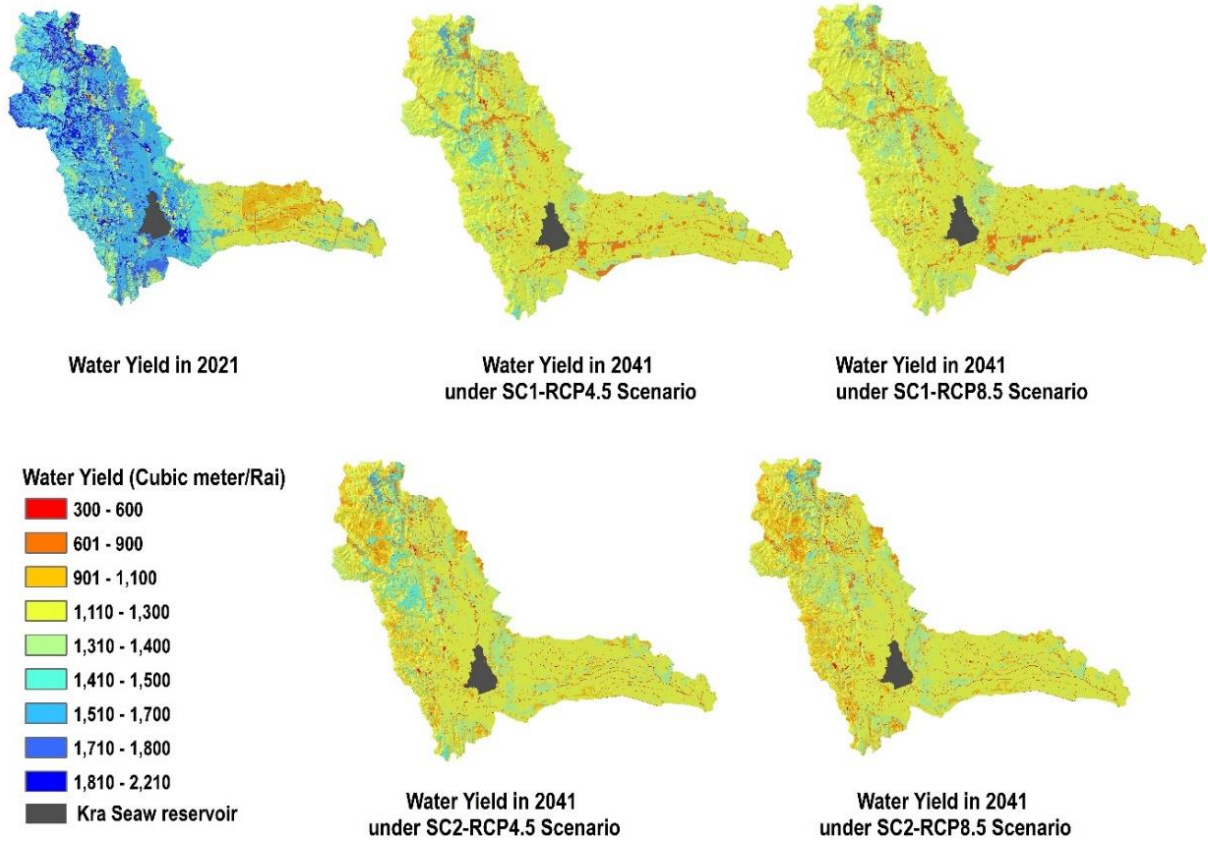 Water Yield in 2021
Water Yield in 2041
under SC1-RCP4.5 Scenario
Water Yield in 2041
under SC1-RCP8.5 Scenario
Water Yield (Cubic meter/Rai)
300 - 600
601 - 900
901 - 1,100
1,110 - 1,300
1,310 - 1,400
1,410 - 1,500
1,510 - 1,700
1,710 - 1,800
1,810 - 2,210
Kra Seaw reservoir
Water Yield in 2041
under SC2-RCP4.5 Scenario
Water Yield in 2041
under SC2-RCP8.5 Scenario